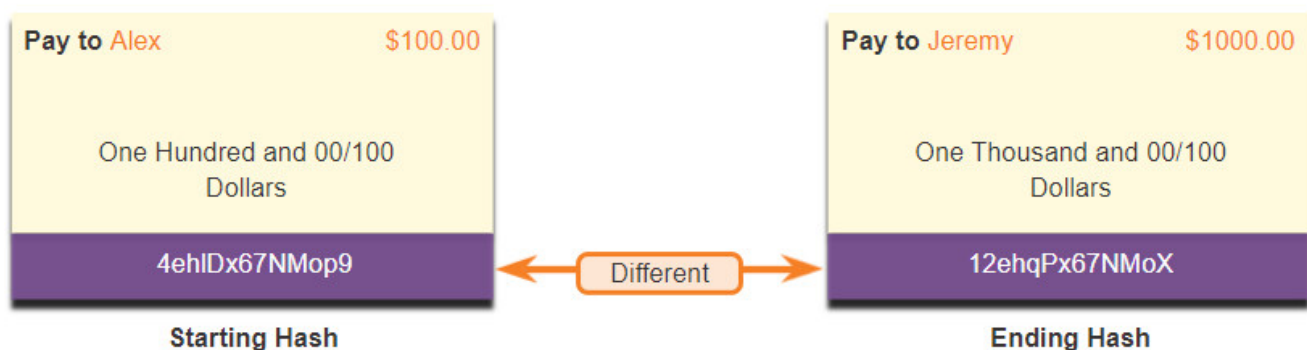 Pay to Alex $100.00
One Hundred and 00/100
Dollars
4ehIDx67NMop9
Starting Hash
Different
Pay to Jeremy $1000.00
One Thousand and 00/100
Dollars
12ehqPx67NMoX
Ending Hash